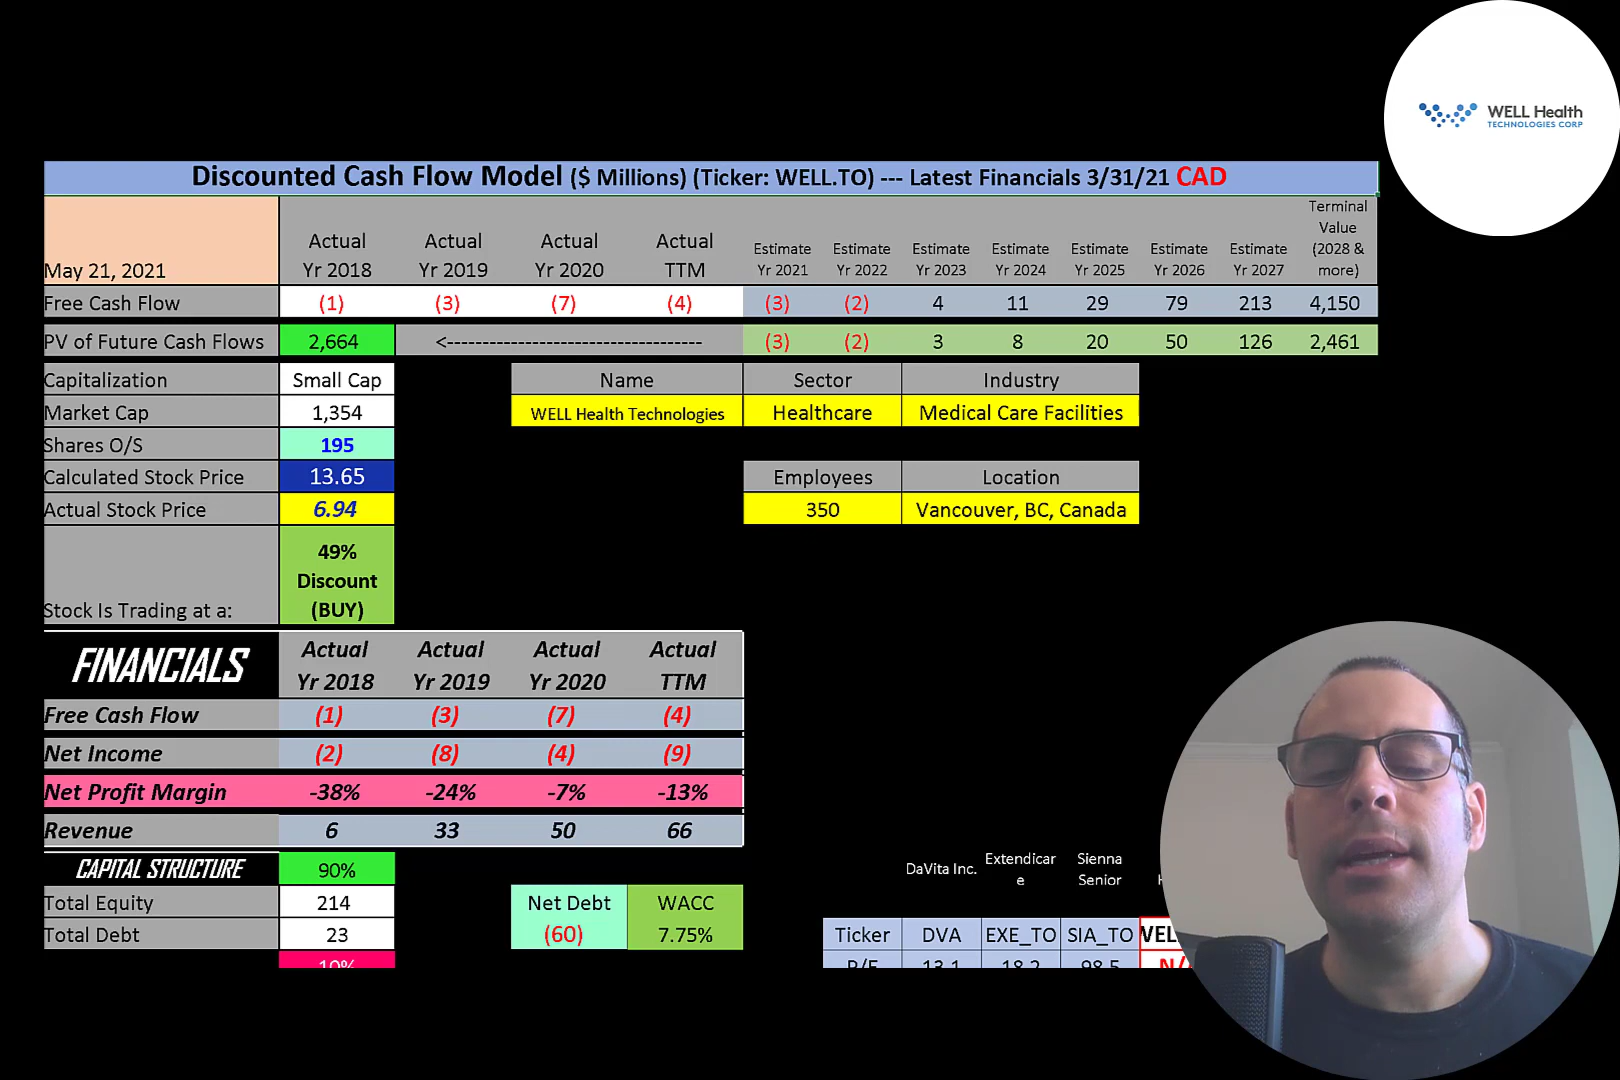 WELL Health
TECHNOLOGIES CORP
Discounted Cash Flow Model ($ Millions) (Ticker: WELL.TO) --- Latest Financials 3/31/21 CAD
May 21, 2021 Actual Yr 2018 Actual Yr 2019 Actual Yr 2020 Actual TTM Estimate Yr 2021 Estimate Yr 2022 Estimate Yr 2023 Estimate Yr 2024 Estimate Yr 2025 Estimate Yr 2026 Estimate Yr 2027 Terminal Value (2028 & more)
Free Cash Flow (1) (3) (7) (4) (3) (2) 4 11 29 79 213 4,150
PV of Future Cash Flows 2,664 <------------------------------------ (3) (2) 3 8 20 50 126 2,461
Capitalization Small Cap Name Sector Industry
Market Cap 1,354 WELL Health Technologies Healthcare Medical Care Facilities
Shares O/S 195
Calculated Stock Price 13.65 Employees Location
Actual Stock Price 6.94 350 Vancouver, BC, Canada
Stock Is Trading at a: 49% Discount (BUY)
FINANCIALS Actual Yr 2018 Actual Yr 2019 Actual Yr 2020 Actual TTM
Free Cash Flow (1) (3) (7) (4)
Net Income (2) (8) (4) (9)
Net Profit Margin -38% -24% -7% -13%
Revenue 6 33 50 66
CAPITAL STRUCTURE 90% DaVita Inc. Extendicare Sienna Senior
Total Equity 214 Net Debt WACC
Total Debt 23 (60) 7.75% Ticker DVA EXE_TO SIA_TO
10% P/E 13.1 18.2 98.5